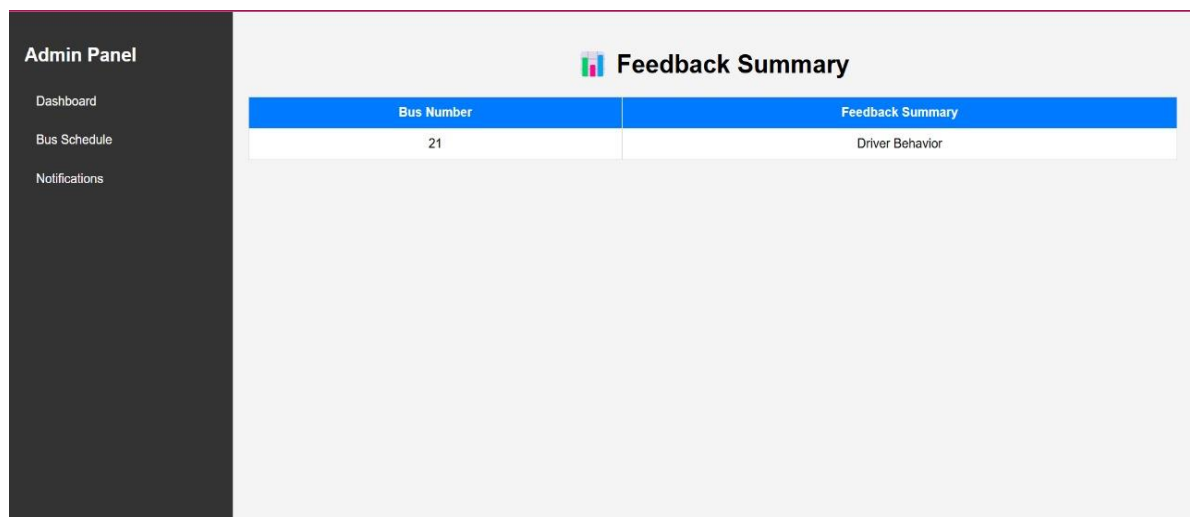 Admin Panel
Dashboard
Bus Schedule
Notifications
Feedback Summary
Bus Number Feedback Summary
21 Driver Behavior